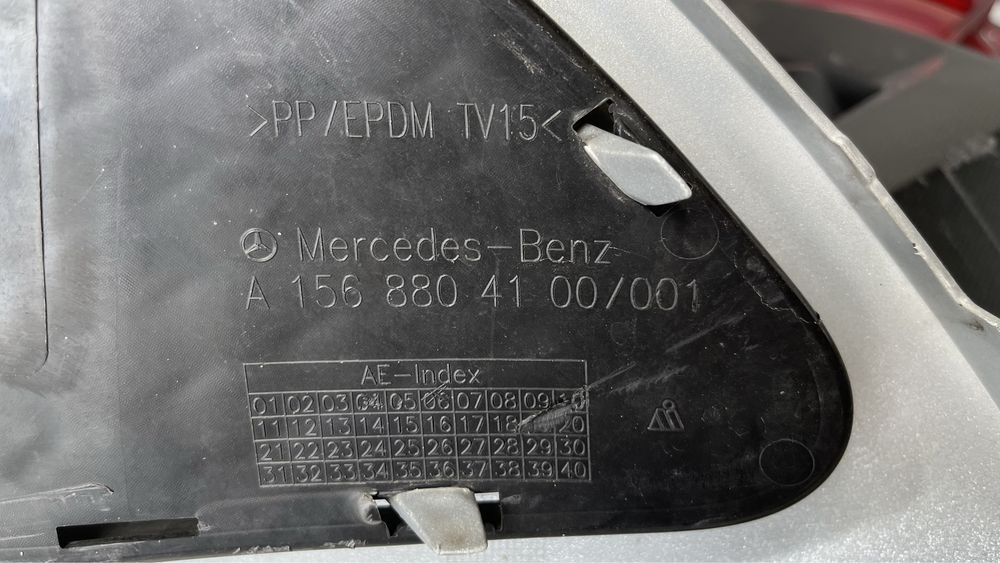 >PP/EPDM TV15<
Mercedes-Benz
A 156 880 41 00/001
AE-Index
01 02 03 04 05 06 07 08 09 10
11 12 13 14 15 16 17 18 20
21 22 23 24 25 26 27 28 29 30
31 32 33 34 35 36 37 38 39 40